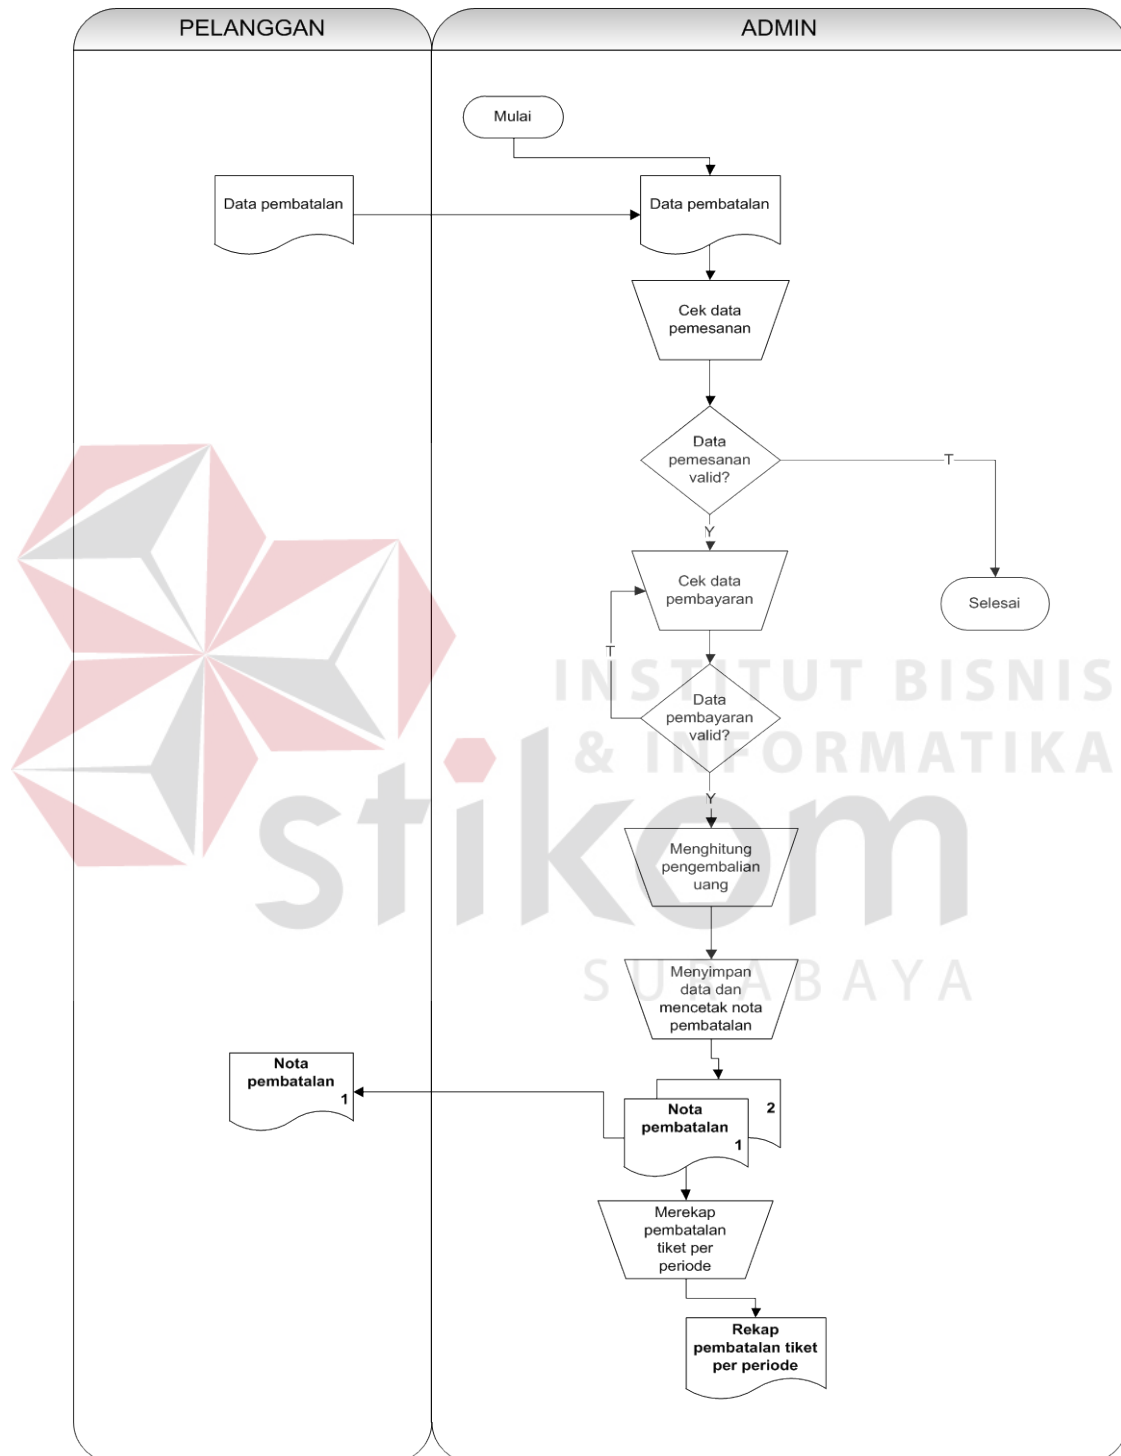 PELANGGAN
ADMIN
Mulai
Data pembatalan
Data pembatalan
Cek data
pemesanan
Data
pemesanan
valid?
T
Y
Cek data
pembayaran
Selesai
T
Data
pembayaran
valid?
Y
Menghitung
pengembalian
uang
Menyimpan
data dan
mencetak nota
pembatalan
Nota
pembatalan
1
2
Nota
pembatalan
1
Merekap
pembatalan
tiket per
periode
Rekap
pembatalan tiket
per periode
INSTITUT BISNIS
& INFORMATIKA
stikom
SURABAYA